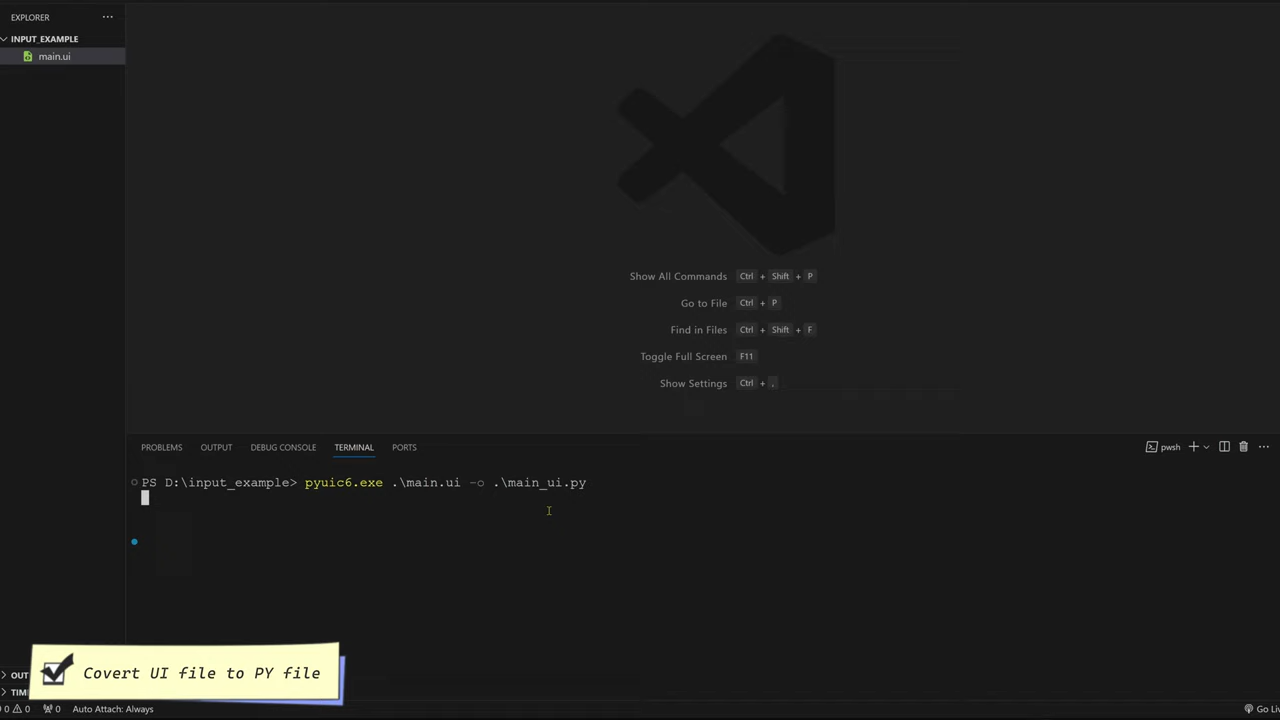 EXPLORER
INPUT_EXAMPLE
main.ui
Show All Commands Ctrl + Shift + P
Go to File Ctrl + P
Find in Files Ctrl + Shift + F
Toggle Full Screen F11
Show Settings Ctrl + ,
PROBLEMS OUTPUT DEBUG CONSOLE TERMINAL PORTS
pwsh
PS D:\input_example> pyuic6.exe .\main.ui -o .\main_ui.py
Covert UI file to PY file
OUT
TIM
0 0 0 Auto Attach: Always Go Liv